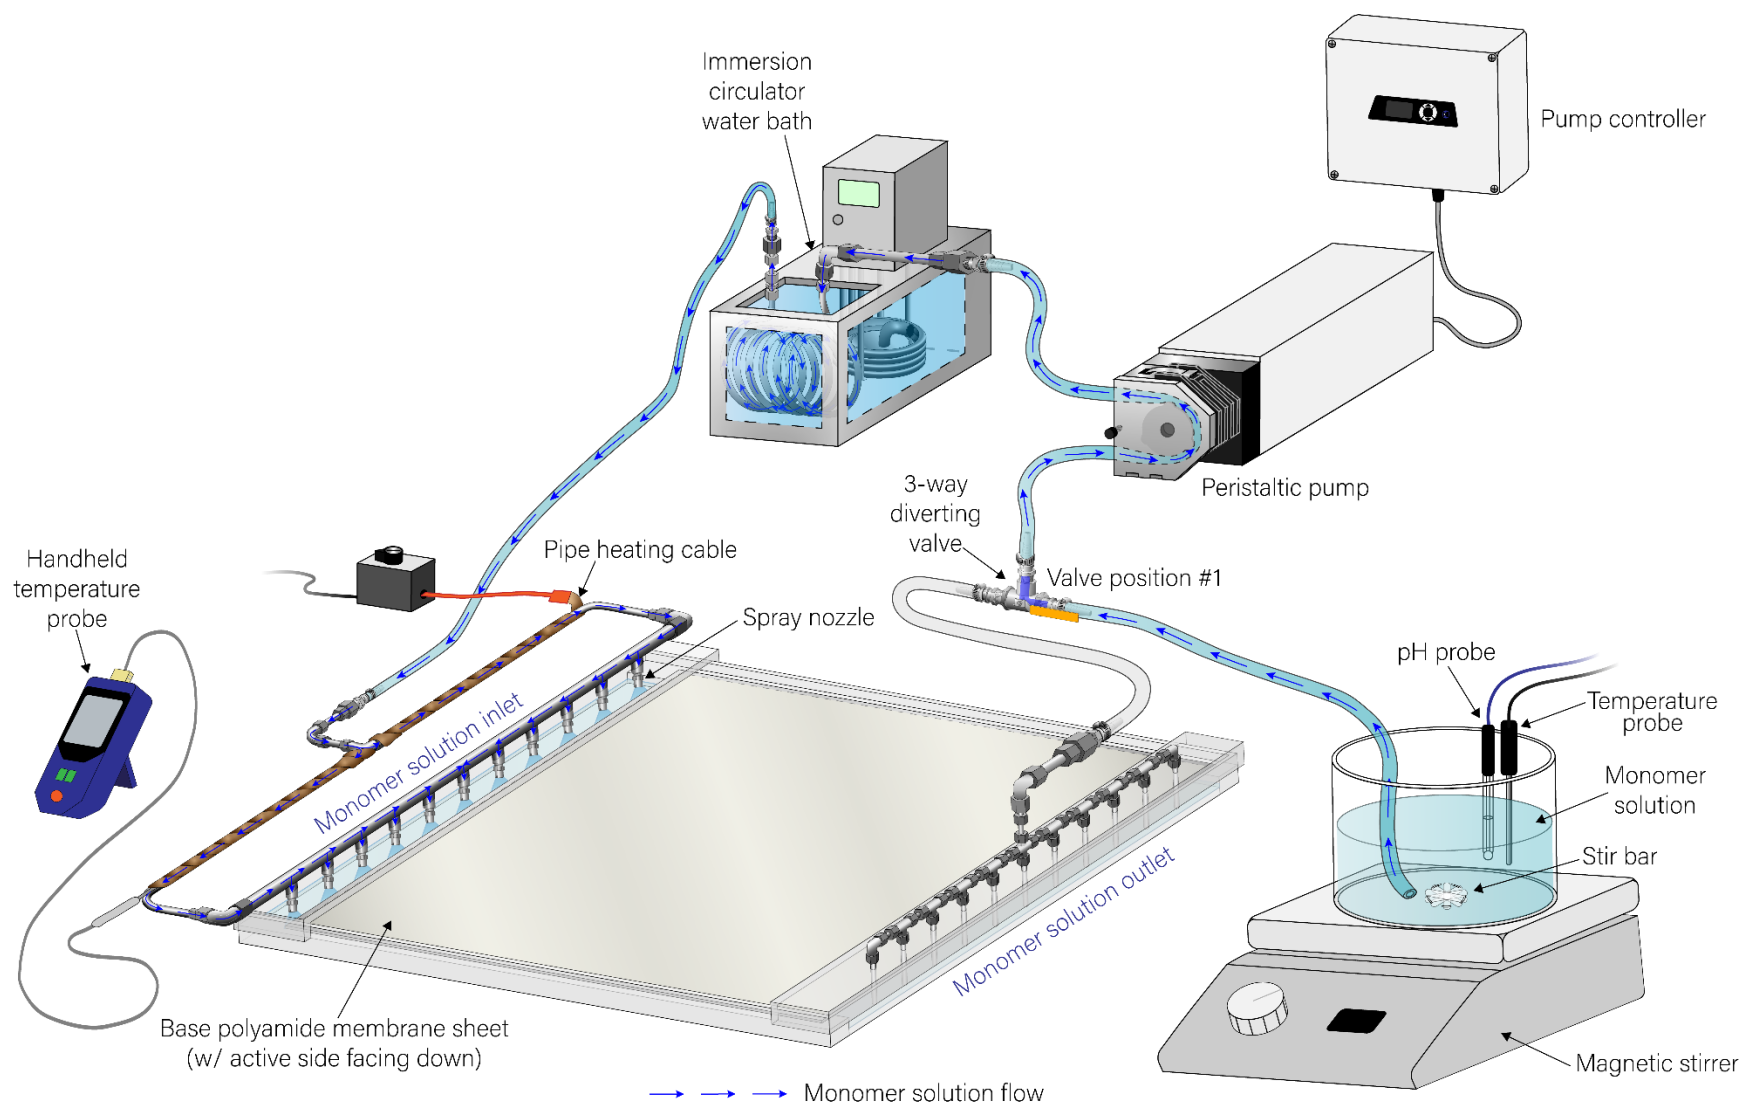 Immersion
circulator
water bath
Pump controller
Peristaltic pump
3-way
diverting
valve
Valve position #1
Pipe heating cable
Handheld
temperature
probe
Spray nozzle
pH probe
Temperature
probe
Monomer solution inlet
Monomer
solution
Stir bar
Monomer solution outlet
Base polyamide membrane sheet
(w/ active side facing down)
Magnetic stirrer
Monomer solution flow